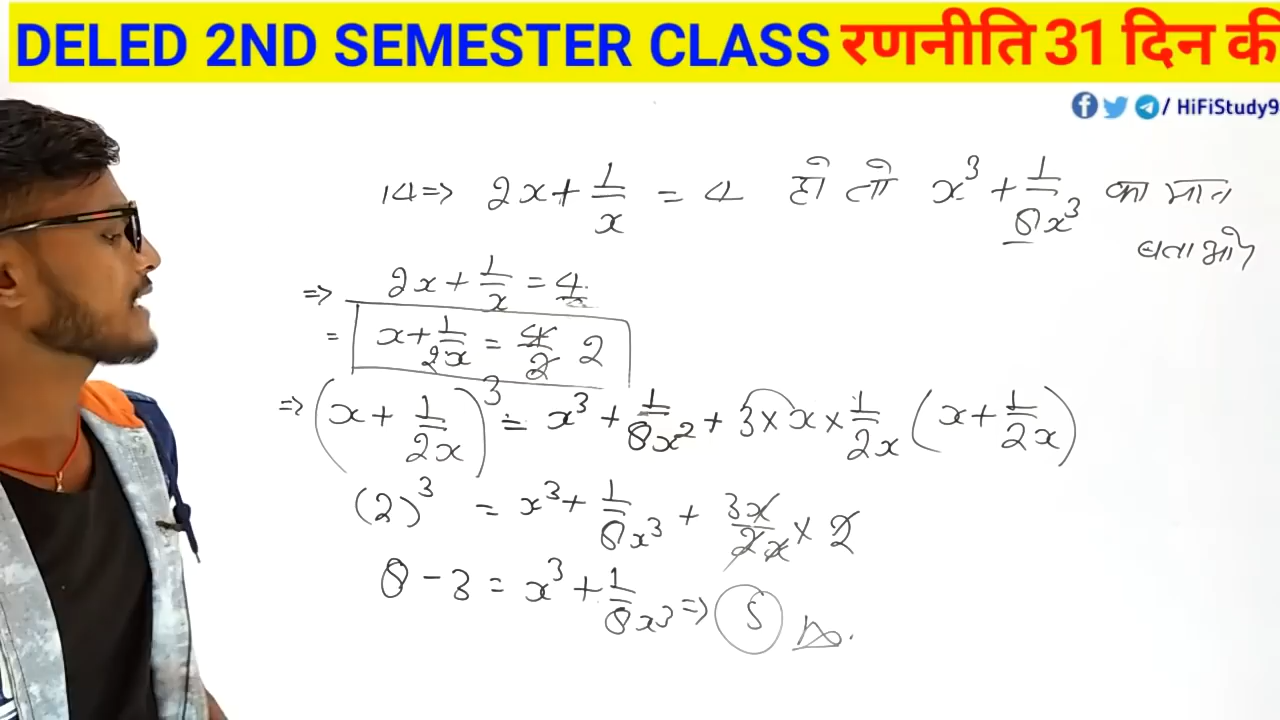 DELED 2ND SEMESTER CLASS रणनीति 31 दिन की
/ HiFiStudy9
14 => 2x + 1/x = 4 हो तो x³ + 1/8x³ का मान
बताओ?
=> 2x + 1/x = 4
= x + 1/2x = 4/2 2
=> (x + 1/2x)³ = x³ + 1/8x² + 3 × x × 1/2x (x + 1/2x)
(2)³ = x³ + 1/8x³ + 3x/2x × 2
8 - 3 = x³ + 1/8x³ => 5